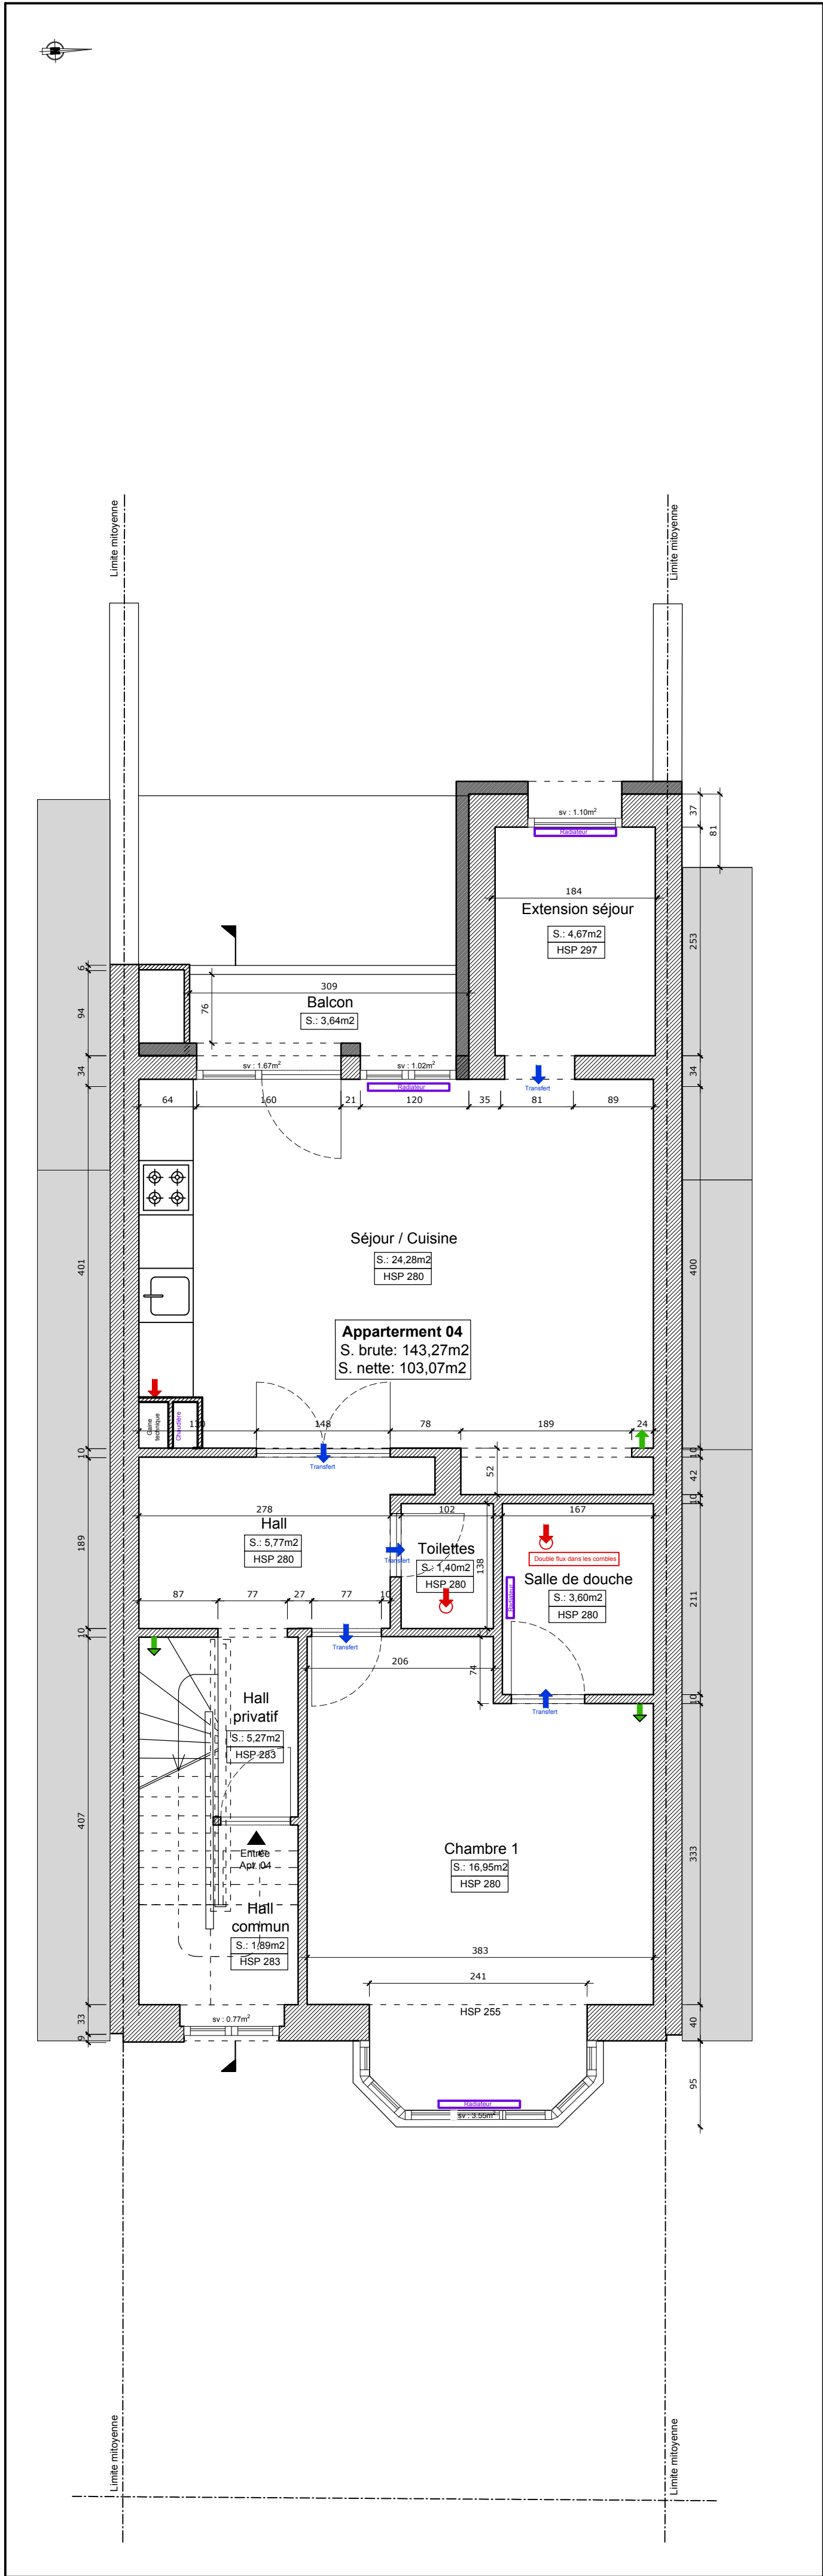 Limite mitoyenne
Limite mitoyenne
sv : 1.10m²
Radiateur
37
81
184
Extension séjour
S.: 4,67m2
HSP 297
253
6
94
76
309
Balcon
S.: 3,64m2
34
sv : 1.67m²
sv : 1.02m²
Radiateur
Transfert
34
64
160
21
120
35
81
89
Séjour / Cuisine
S.: 24,28m2
HSP 280
401
400
Apparterment 04
S. brute: 143,27m2
S. nette: 103,07m2
Gaine
technique
Chaudière
130
148
78
189
24
Transfert
10
52
10
42
10
278
Hall
S.: 5,77m2
HSP 280
189
102
Toilettes
S.: 1,40m2
HSP 280
138
Transfert
167
Double flux dans les combles
Salle de douche
S.: 3,60m2
HSP 280
Radiateur
211
87
77
27
77
10
10
Transfert
206
74
10
Transfert
Hall
privatif
S.: 5,27m2
HSP 283
407
Entrée
Apt. 04
Hall
commun
S.: 1,89m2
HSP 283
Chambre 1
S.: 16,95m2
HSP 280
333
383
241
HSP 255
33
9
sv : 0.77m²
40
95
Radiateur
sv : 3.55m²
Limite mitoyenne
Limite mitoyenne